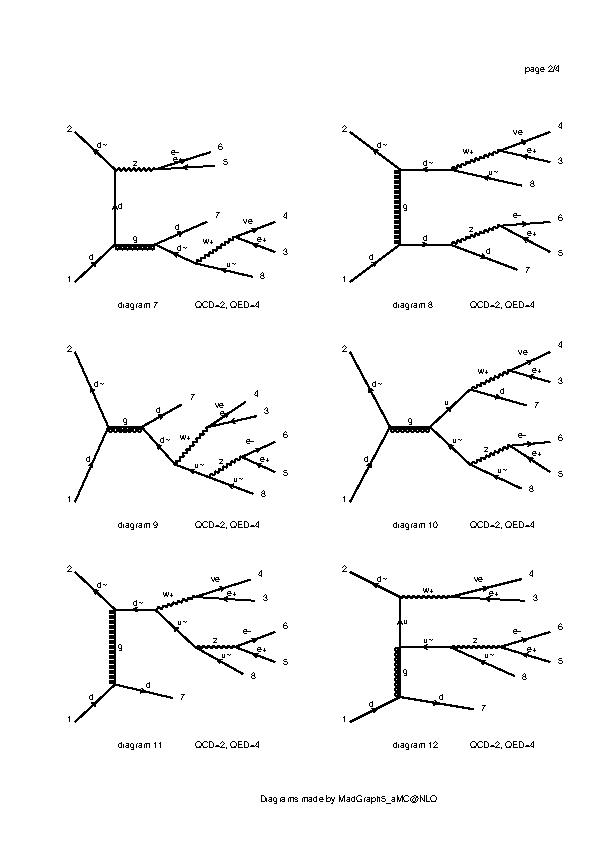 page 2/4
2
d~
z
e-
e+
6
5
d
7
g
d
d~
w+
ve
e+
4
3
u~
8
1
d
diagram 7 QCD=2, QED=4
2
d~
d~
w+
ve
e+
4
3
u~
8
g
d
z
e-
e+
6
5
d
7
1
d
diagram 8 QCD=2, QED=4
2
d~
g
d
7
d~
w+
ve
e
4
3
u~
z
e-
e+
6
5
u~
8
1
d
diagram 9 QCD=2, QED=4
2
d~
g
u
w+
ve
e+
4
3
d
7
u~
z
e-
e+
6
5
u~
8
1
d
diagram 10 QCD=2, QED=4
2
d~
d~
w+
ve
e+
4
3
g
u~
z
e-
e+
6
5
u~
8
1
d
d
7
diagram 11 QCD=2, QED=4
2
d~
w+
ve
e+
4
3
u
u~
z
e-
e+
6
5
u~
8
g
1
d
d
7
diagram 12 QCD=2, QED=4
Diagrams made by MadGraph5_aMC@NLO